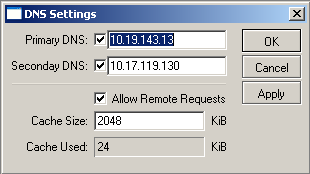 DNS Settings
Primary DNS: 10.19.143.13 OK
Seconday DNS: 10.17.119.130 Cancel
Allow Remote Requests Apply
Cache Size: 2048 KiB
Cache Used: 24 KiB